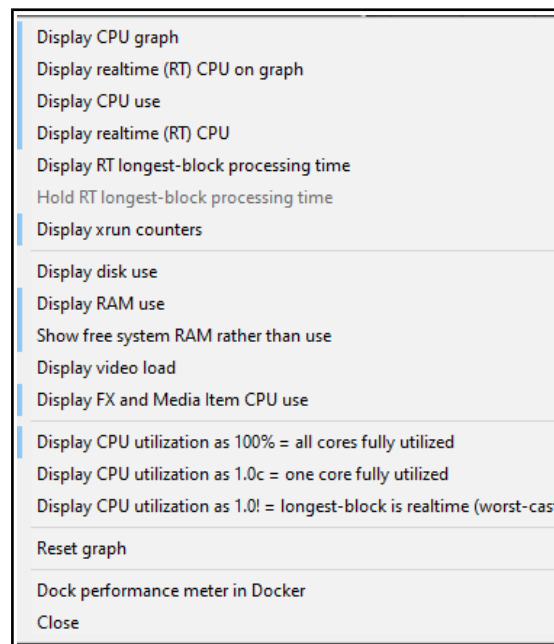 Display CPU graph
Display realtime (RT) CPU on graph
Display CPU use
Display realtime (RT) CPU
Display RT longest-block processing time
Hold RT longest-block processing time
Display xrun counters
Display disk use
Display RAM use
Show free system RAM rather than use
Display video load
Display FX and Media Item CPU use
Display CPU utilization as 100% = all cores fully utilized
Display CPU utilization as 1.0c = one core fully utilized
Display CPU utilization as 1.0! = longest-block is realtime (worst-cas
Reset graph
Dock performance meter in Docker
Close